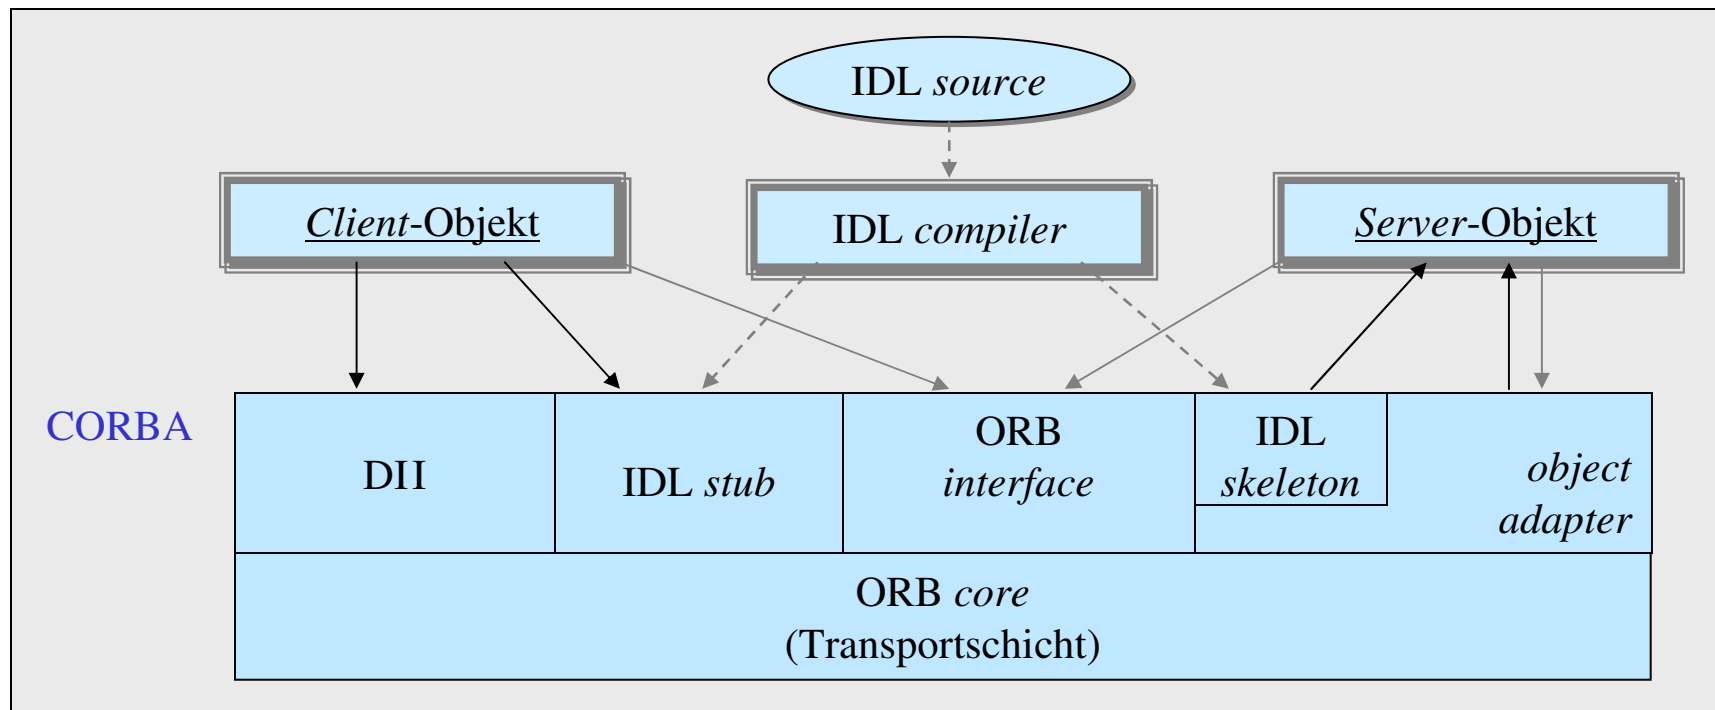 IDL source
Client-Objekt
IDL compiler
Server-Objekt
CORBA
DII
IDL stub
ORB
interface
IDL
skeleton
object
adapter
ORB core
(Transportschicht)